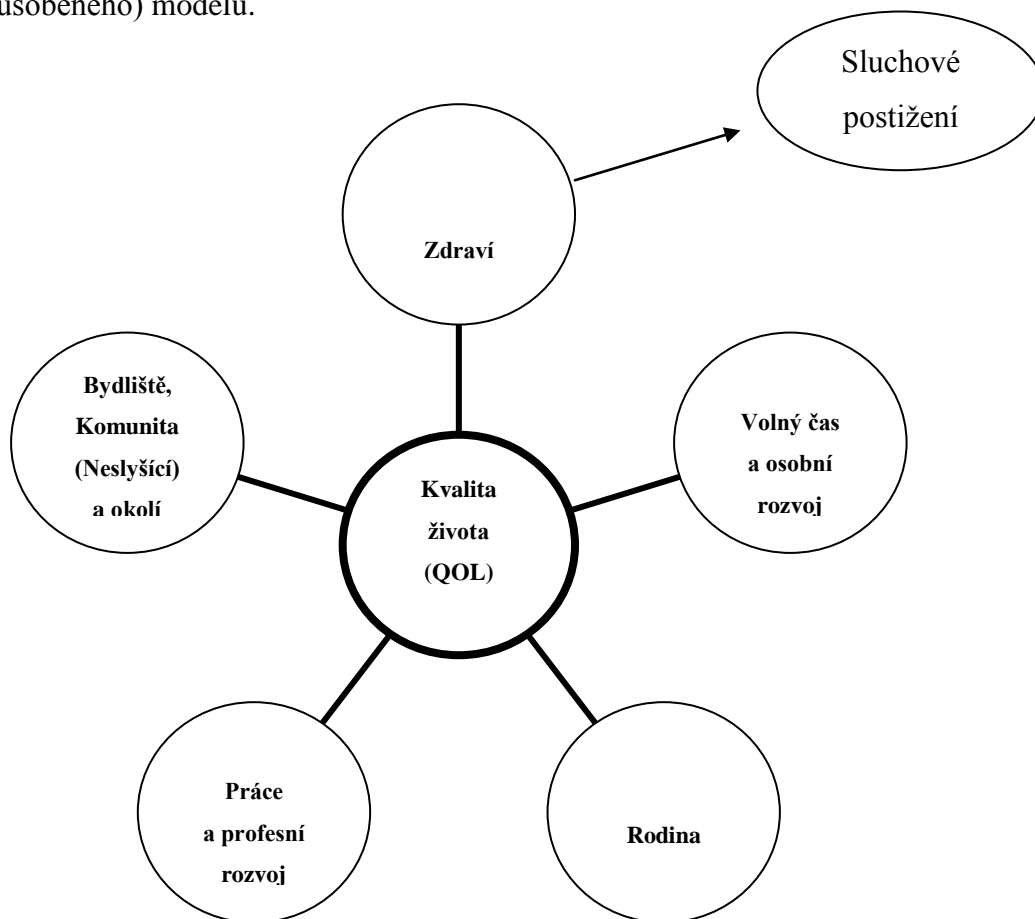 modelu.
Sluchové
postižení
Zdraví
Bydliště,
Komunita
(Neslyšící)
a okolí
Volný čas
a osobní
rozvoj
Kvalita
života
(QOL)
Práce
a profesní
rozvoj
Rodina